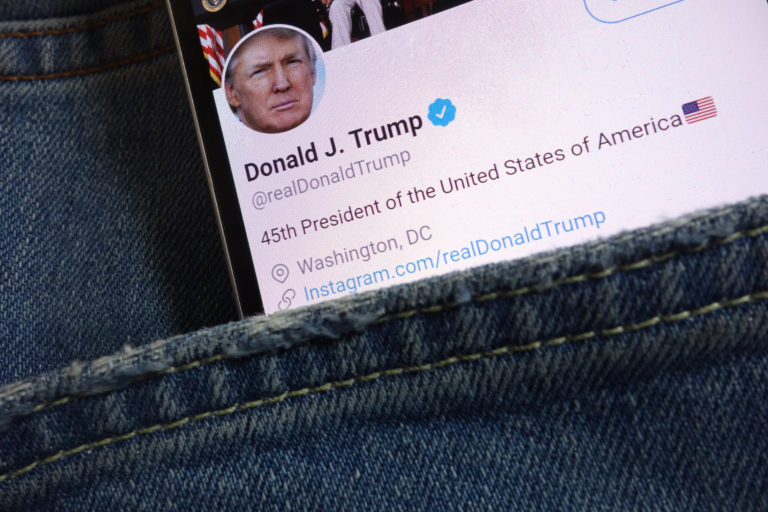 Donald J. Trump
@realDonaldTrump
45th President of the United States of America
Washington, DC
Instagram.com/realDonaldTrump